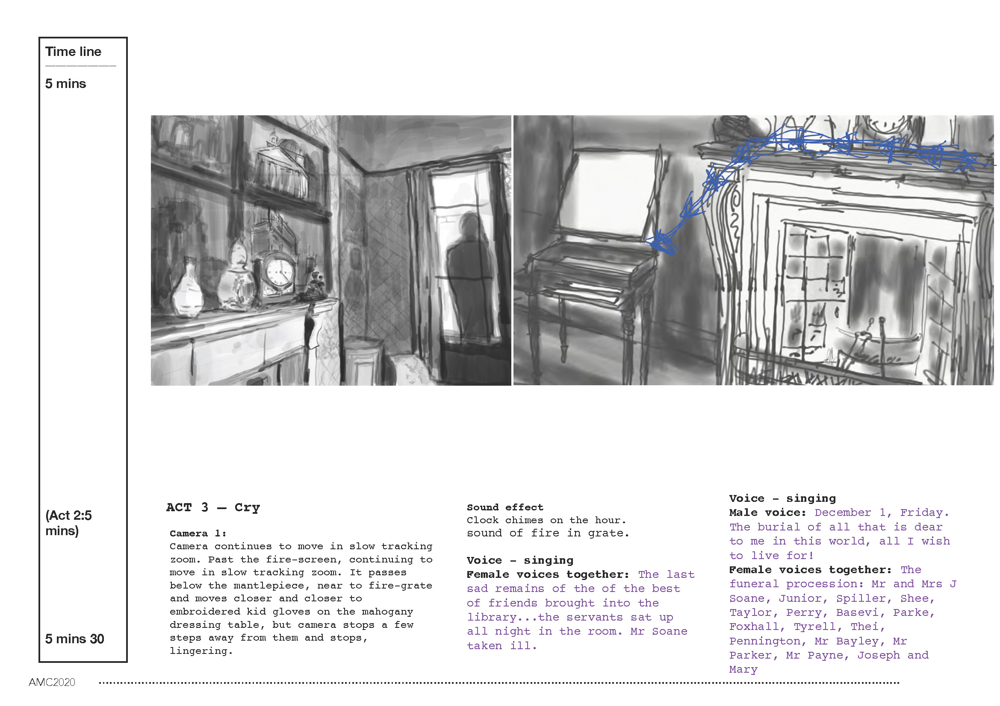 Time line
5 mins
(Act 2:5
mins)
5 mins 30
ACT 3 – Cry
Camera 1:
Camera continues to move in slow tracking
zoom. Past the fire-screen, continuing to
move in slow tracking zoom. It passes
below the mantlepiece, near to fire-grate
and moves closer and closer to
embroidered kid gloves on the mahogany
dressing table, but camera stops a few
steps away from them and stops,
lingering.
Sound effect
Clock chimes on the hour.
sound of fire in grate.
Voice – singing
Female voices together: The last
sad remains of the of the best
of friends brought into the
library...the servants sat up
all night in the room. Mr Soane
taken ill.
Voice – singing
Male voice: December 1, Friday.
The burial of all that is dear
to me in this world, all I wish
to live for!
Female voices together: The
funeral procession: Mr and Mrs J
Soane, Junior, Spiller, Shee,
Taylor, Perry, Basevi, Parke,
Foxhall, Tyrell, Thei,
Pennington, Mr Bayley, Mr
Parker, Mr Payne, Joseph and
Mary
AMC2020